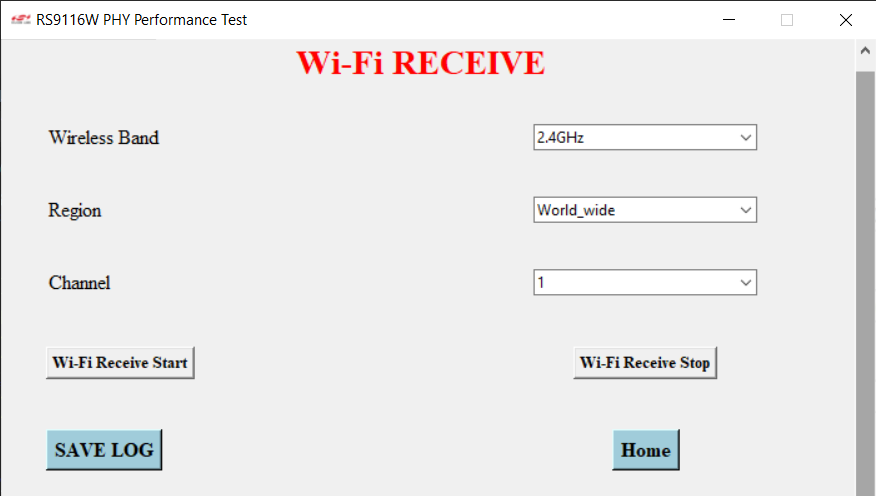 RS9116W PHY Performance Test
Wi-Fi RECEIVE
Wireless Band
2.4GHz
Region
World_wide
Channel
1
Wi-Fi Receive Start
Wi-Fi Receive Stop
SAVE LOG
Home